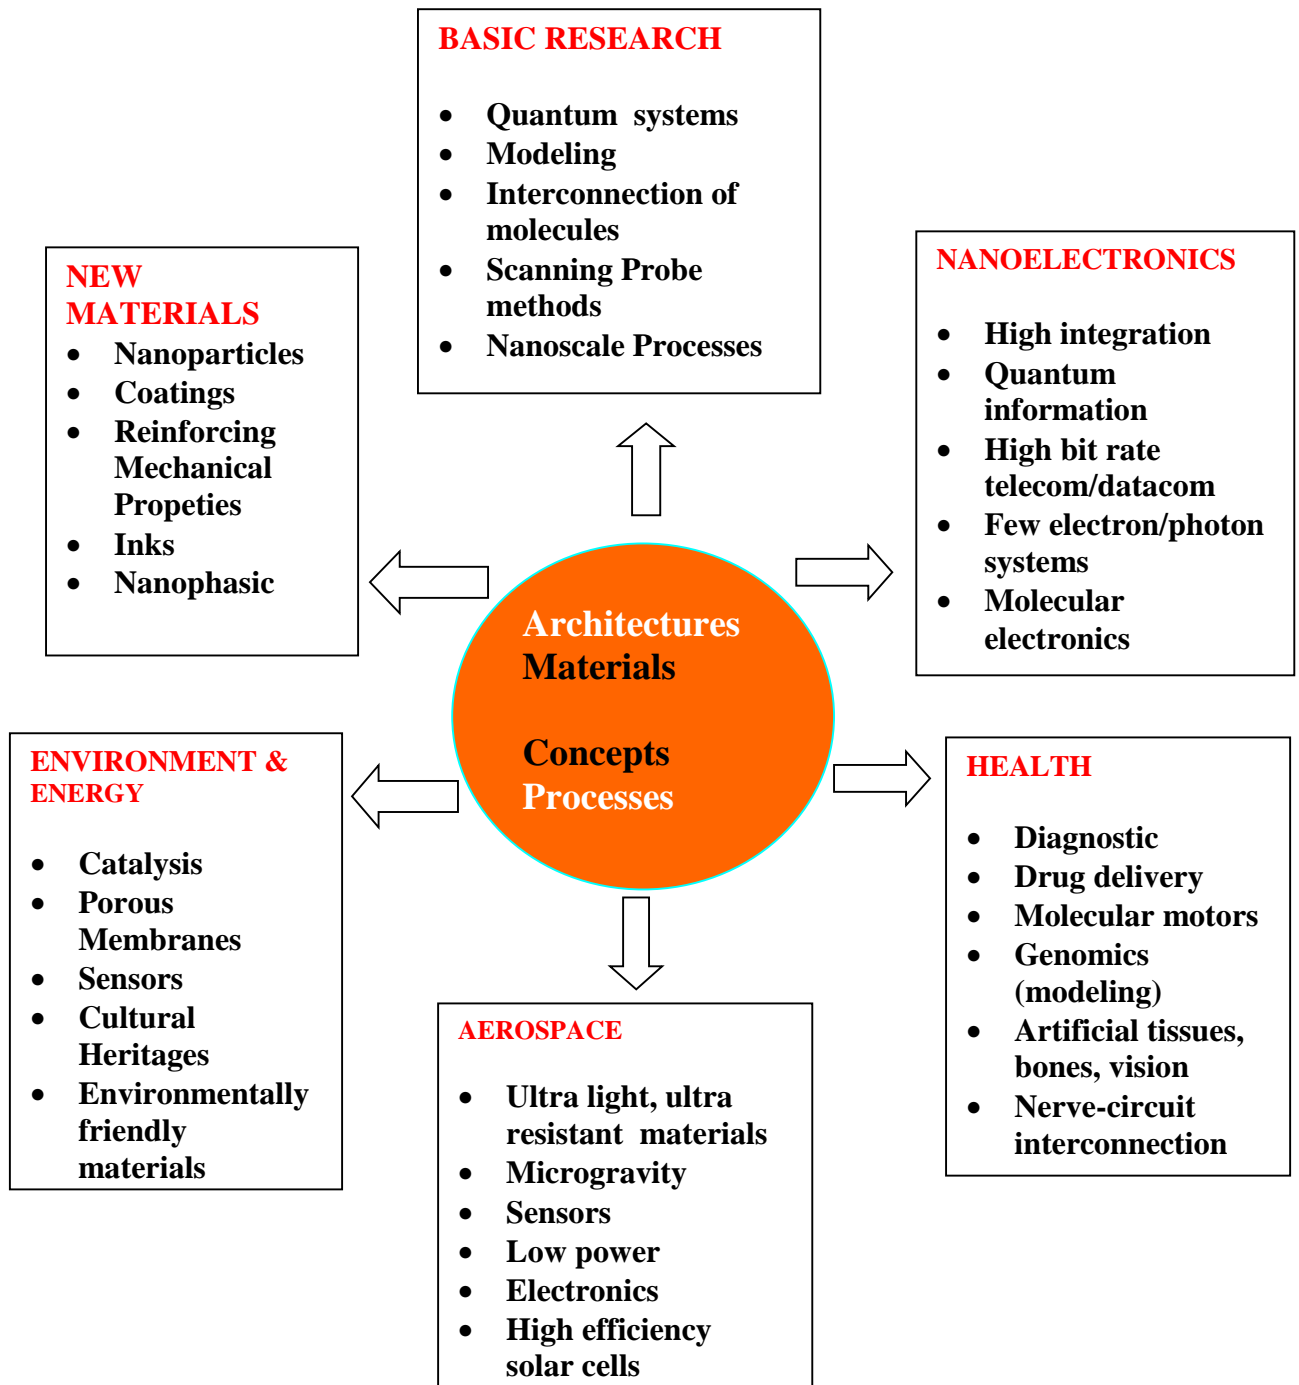 BASIC RESEARCH
• Quantum systems
• Modeling
• Interconnection of
molecules
• Scanning Probe
methods
• Nanoscale Processes
NEW
MATERIALS
• Nanoparticles
• Coatings
• Reinforcing
Mechanical
Propeties
• Inks
• Nanophasic
NANOELECTRONICS
• High integration
• Quantum
information
• High bit rate
telecom/datacom
• Few electron/photon
systems
• Molecular
electronics
Architectures
Materials
Concepts
Processes
ENVIRONMENT &
ENERGY
• Catalysis
• Porous
Membranes
• Sensors
• Cultural
Heritages
• Environmentally
friendly
materials
HEALTH
• Diagnostic
• Drug delivery
• Molecular motors
• Genomics
(modeling)
• Artificial tissues,
bones, vision
• Nerve-circuit
interconnection
AEROSPACE
• Ultra light, ultra
resistant materials
• Microgravity
• Sensors
• Low power
• Electronics
• High efficiency
solar cells